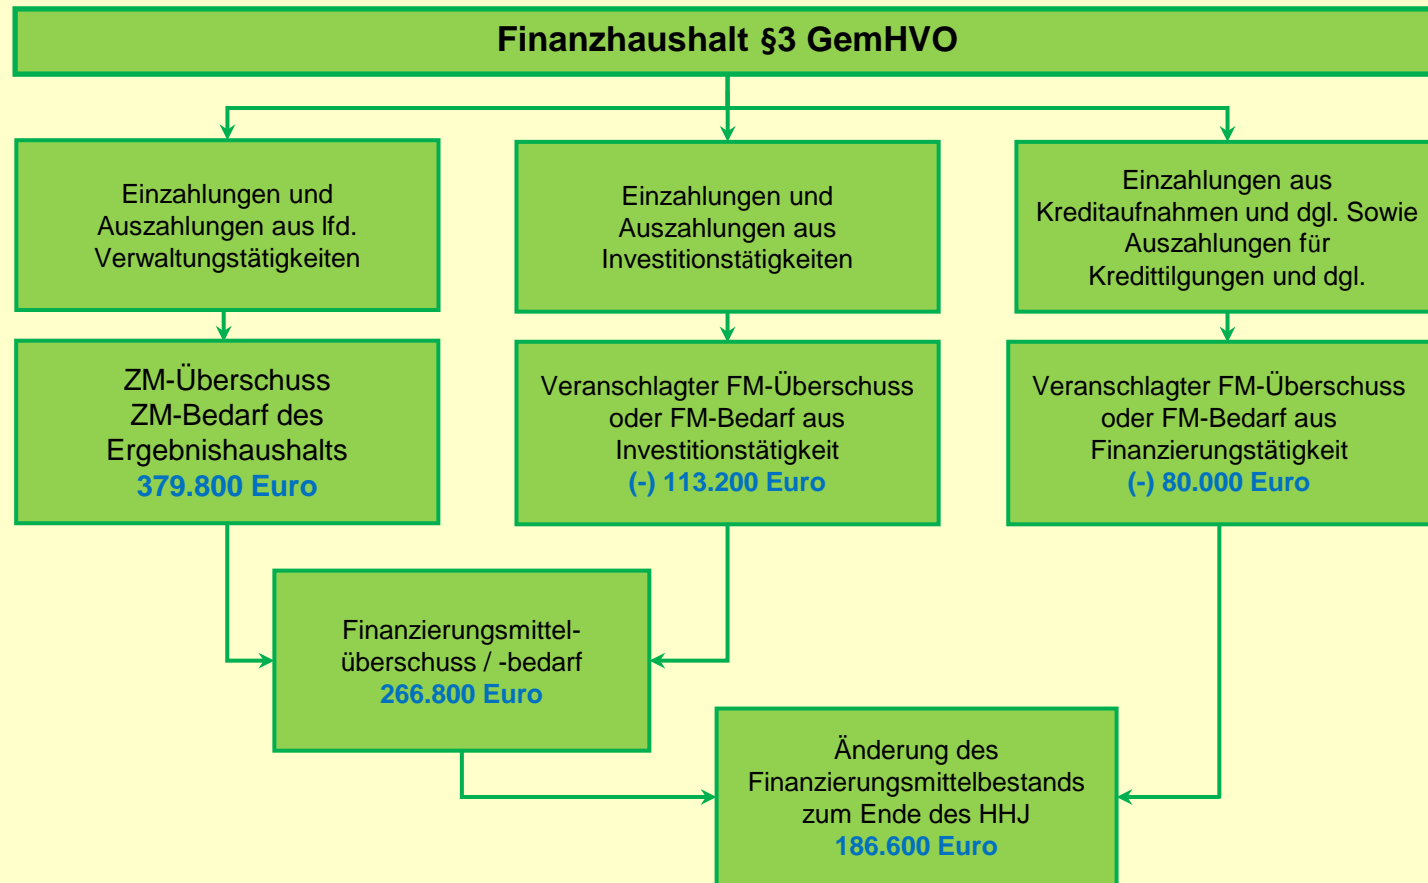 Finanzhaushalt §3 GemHVO
Einzahlungen und
Auszahlungen aus lfd.
Verwaltungstätigkeiten
Einzahlungen und
Auszahlungen aus
Investitionstätigkeiten
Einzahlungen aus
Kreditaufnahmen und dgl. Sowie
Auszahlungen für
Kredittilgungen und dgl.
ZM-Überschuss
ZM-Bedarf des
Ergebnishaushalts
379.800 Euro
Veranschlagter FM-Überschuss
oder FM-Bedarf aus
Investitionstätigkeit
(-) 113.200 Euro
Veranschlagter FM-Überschuss
oder FM-Bedarf aus
Finanzierungstätigkeit
(-) 80.000 Euro
Finanzierungsmittel-
überschuss / -bedarf
266.800 Euro
Änderung des
Finanzierungsmittelbestands
zum Ende des HHJ
186.600 Euro